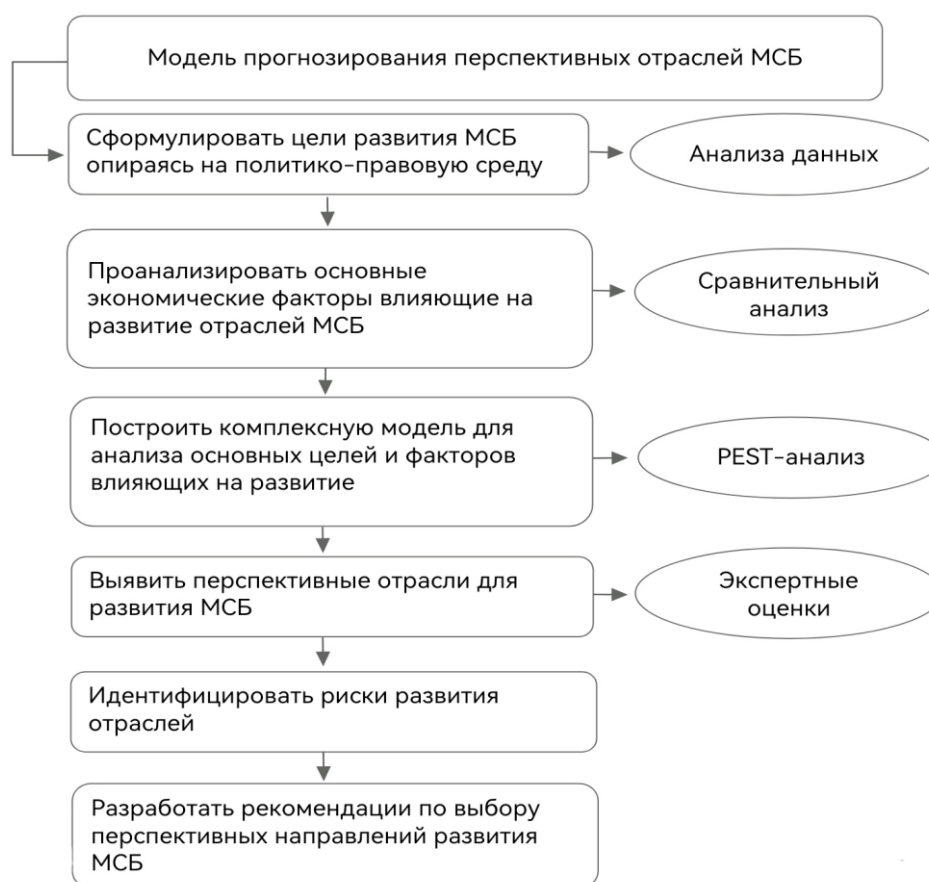 Модель прогнозирования перспективных отраслей МСБ
Сформулировать цели развития МСБ
опираясь на политико-правовую среду
Анализа данных
Проанализировать основные
экономические факторы влияющие на
развитие отраслей МСБ
Сравнительный
анализ
Построить комплексную модель для
анализа основных целей и факторов
влияющих на развитие
PEST-анализ
Выявить перспективные отрасли для
развития МСБ
Экспертные
оценки
Идентифицировать риски развития
отраслей
Разработать рекомендации по выбору
перспективных направлений развития
МСБ